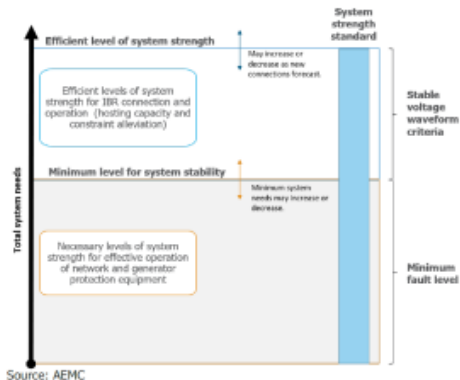 System
strength
standard
Efficient level of system strength
May increase or
decrease as new
connections forecast.
Efficient levels of system
strength for IBR connection and
operation (hosting capacity and
constraint alleviation)
Stable
voltage
waveform
criteria
Minimum level for system stability
Minimum system
needs may increase or
decrease.
Total system needs
Necessary levels of system
strength for effective operation
of network and generator
protection equipment
Minimum
fault level
Source: AEMC